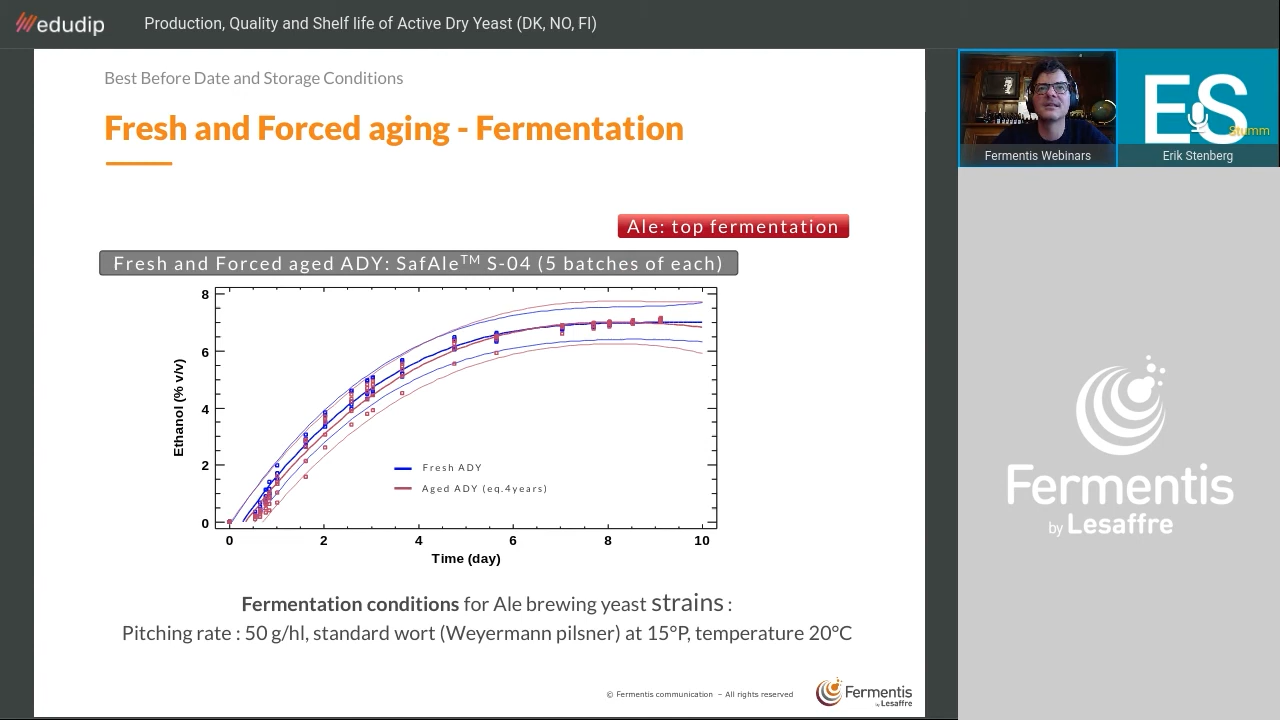 edudip
Production, Quality and Shelf life of Active Dry Yeast (DK, NO, FI)
Best Before Date and Storage Conditions
Fresh and Forced aging - Fermentation
Ale: top fermentation
Fresh and Forced aged ADY: SafAle™ S-04 (5 batches of each)
8
6
4
2
0
Ethanol (% v/v)
Fresh ADY
Aged ADY (eq.4years)
0 2 4 6 8 10
Time (day)
Fermentation conditions for Ale brewing yeast strains :
Pitching rate : 50 g/hl, standard wort (Weyermann pilsner) at 15°P, temperature 20°C
© Fermentis communication – All rights reserved
Fermentis
by Lesaffre
Fermentis Webinars
ES
Stumm
Erik Stenberg
Fermentis
by Lesaffre